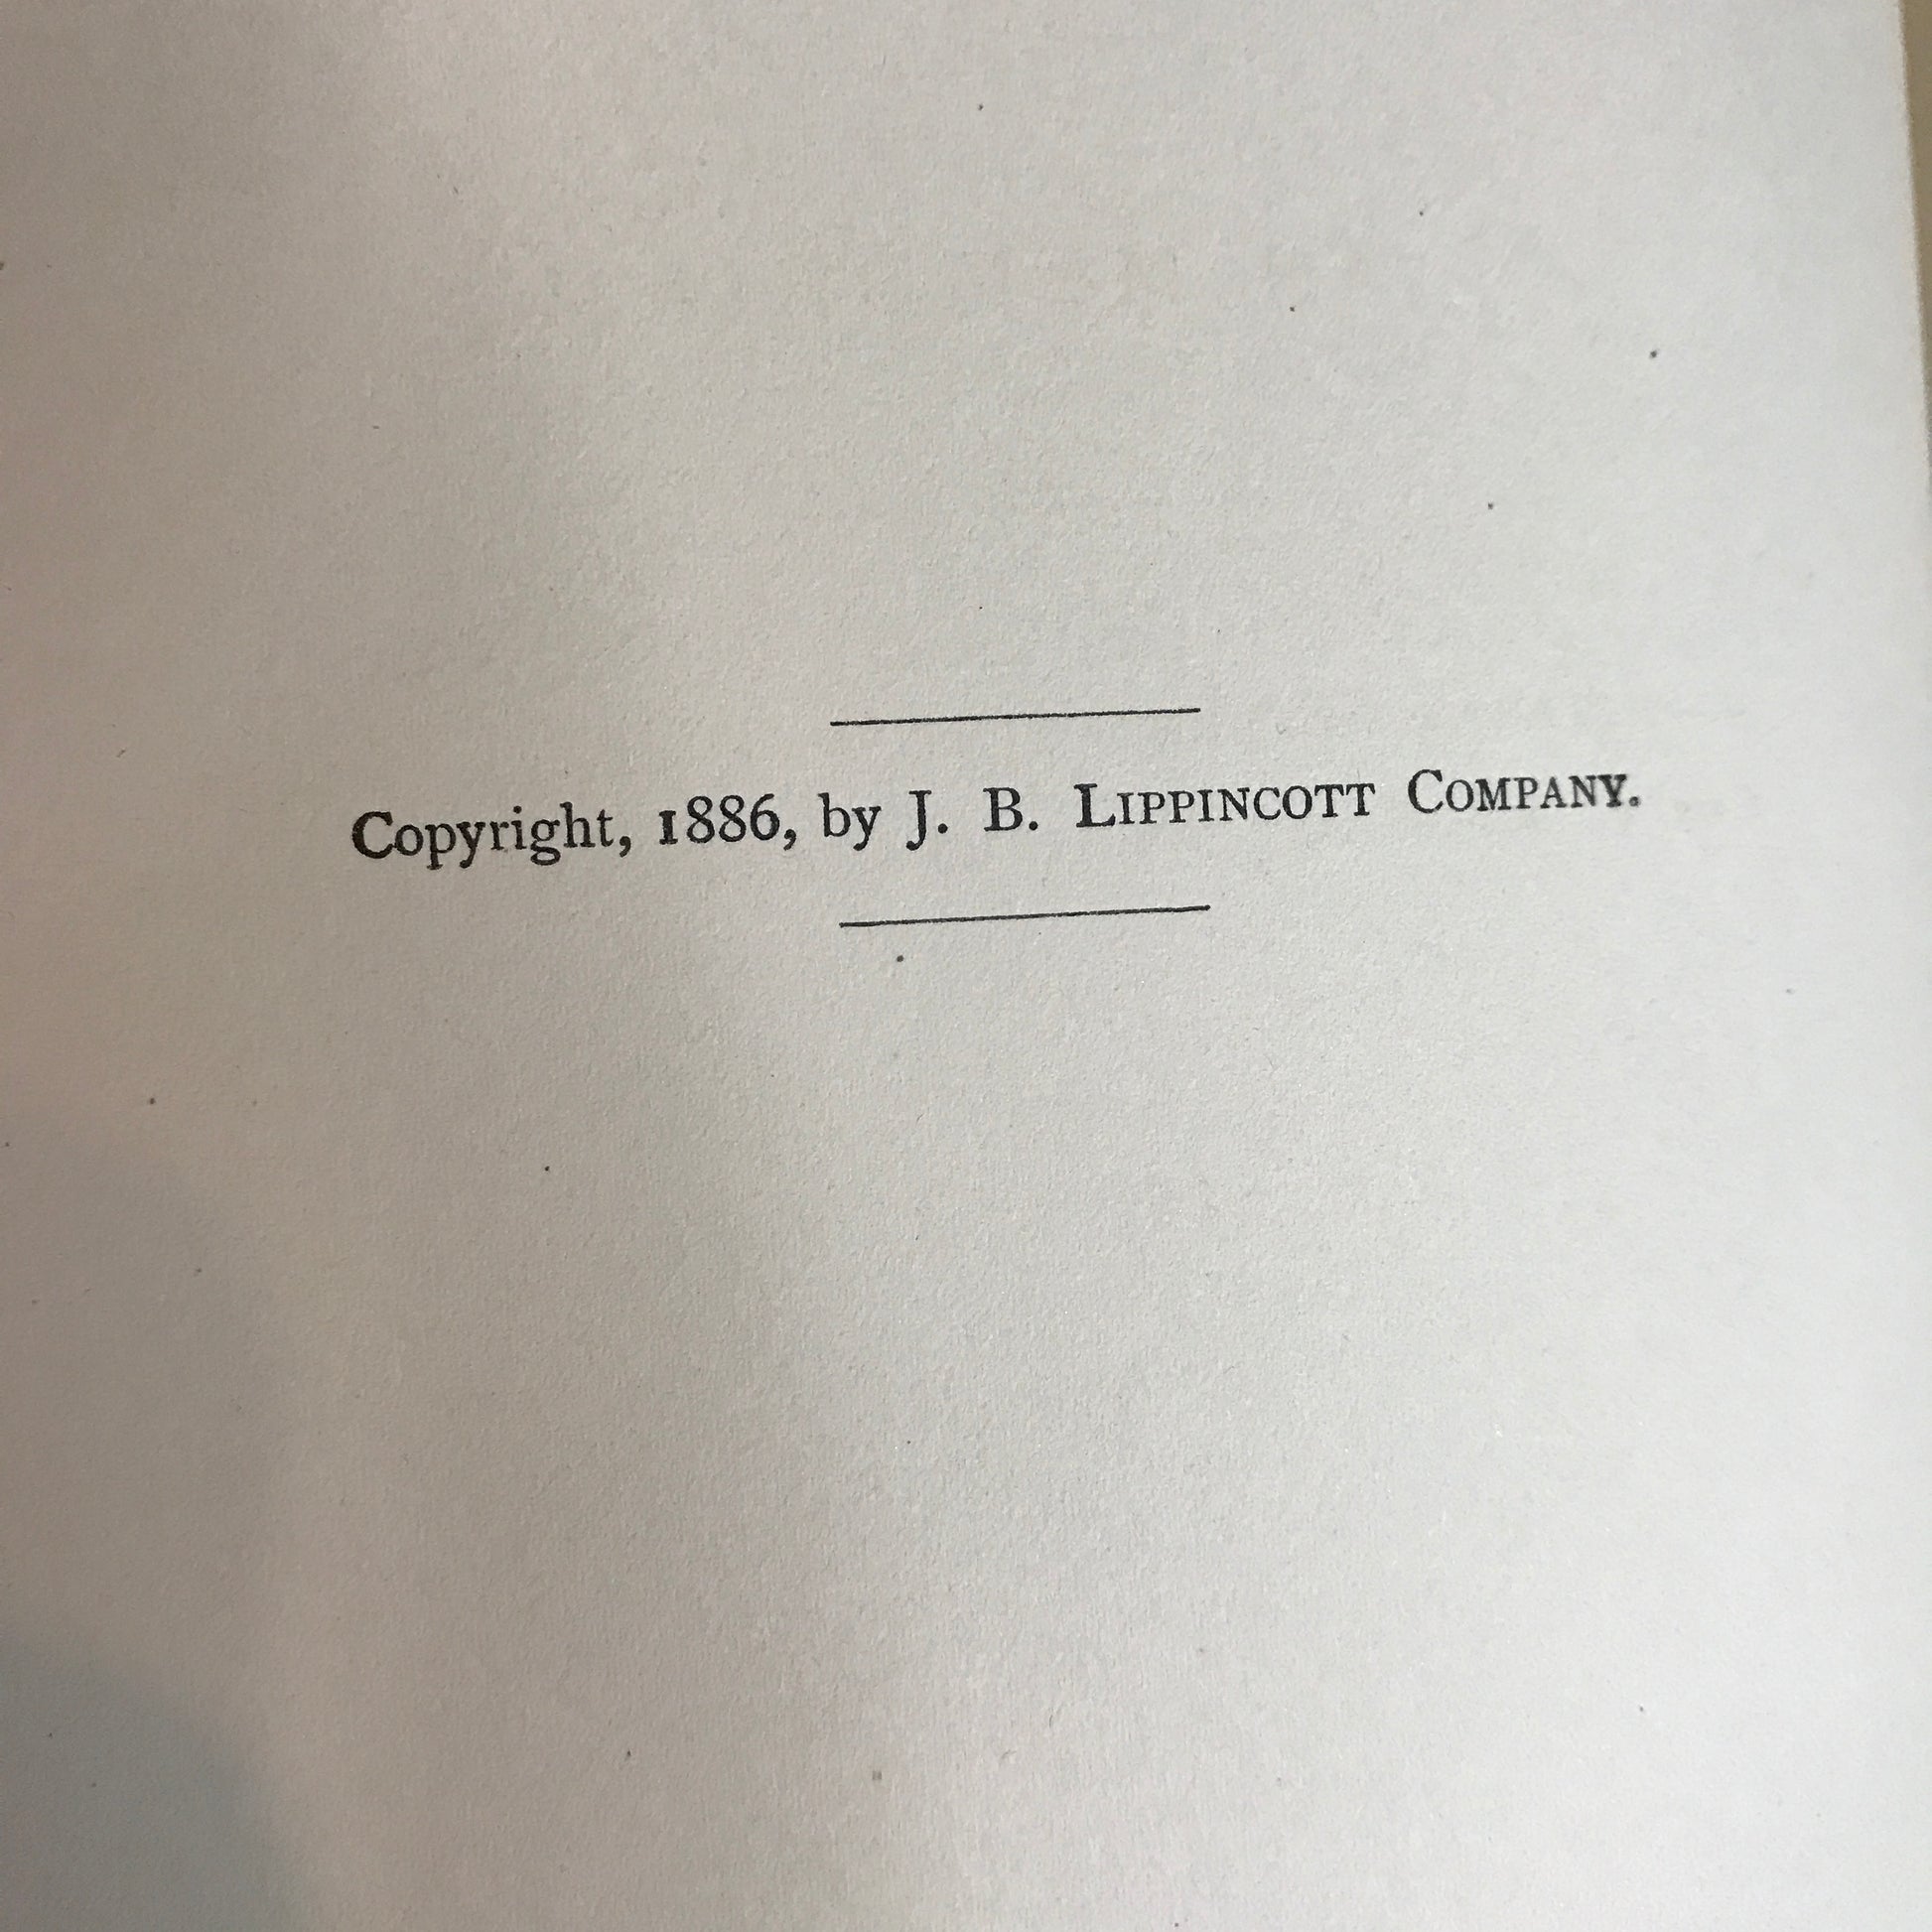 Copyright, 1886, by J. B. LIPPINCOTT COMPANY.